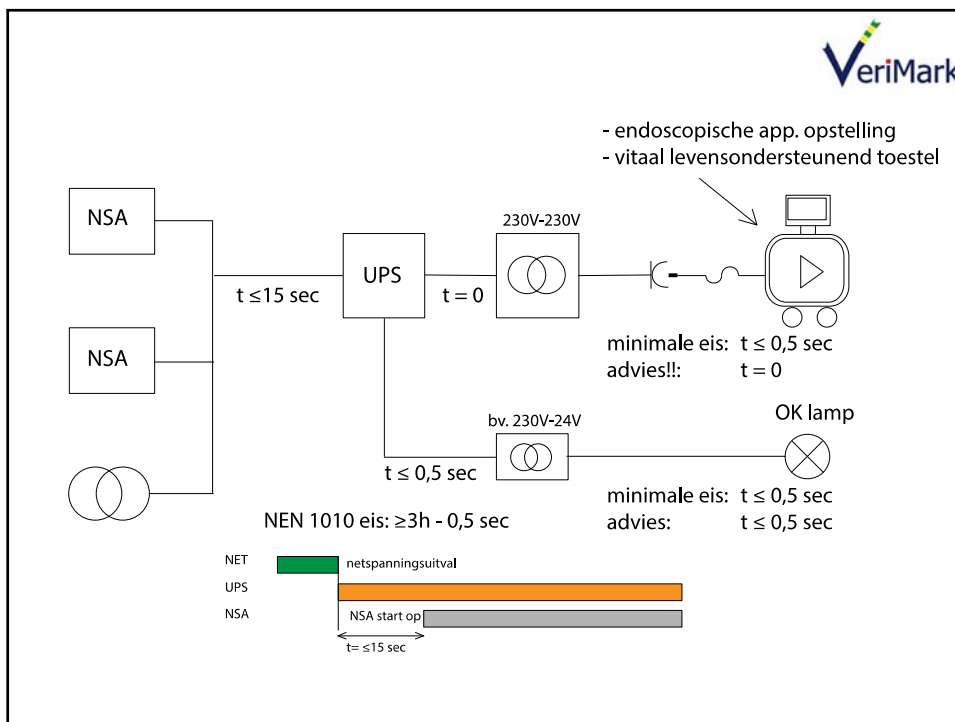 VeriMark
- endoscopische app. opstelling
- vitaal levensondersteunend toestel
NSA
230V-230V
UPS
t ≤15 sec
t = 0
NSA
minimale eis: t ≤ 0,5 sec
advies!!: t = 0
bv. 230V-24V
OK lamp
t ≤ 0,5 sec
minimale eis: t ≤ 0,5 sec
advies: t ≤ 0,5 sec
NEN 1010 eis: ≥3h - 0,5 sec
NET
netspanningsuitval
UPS
NSA
NSA start op
t= ≤15 sec